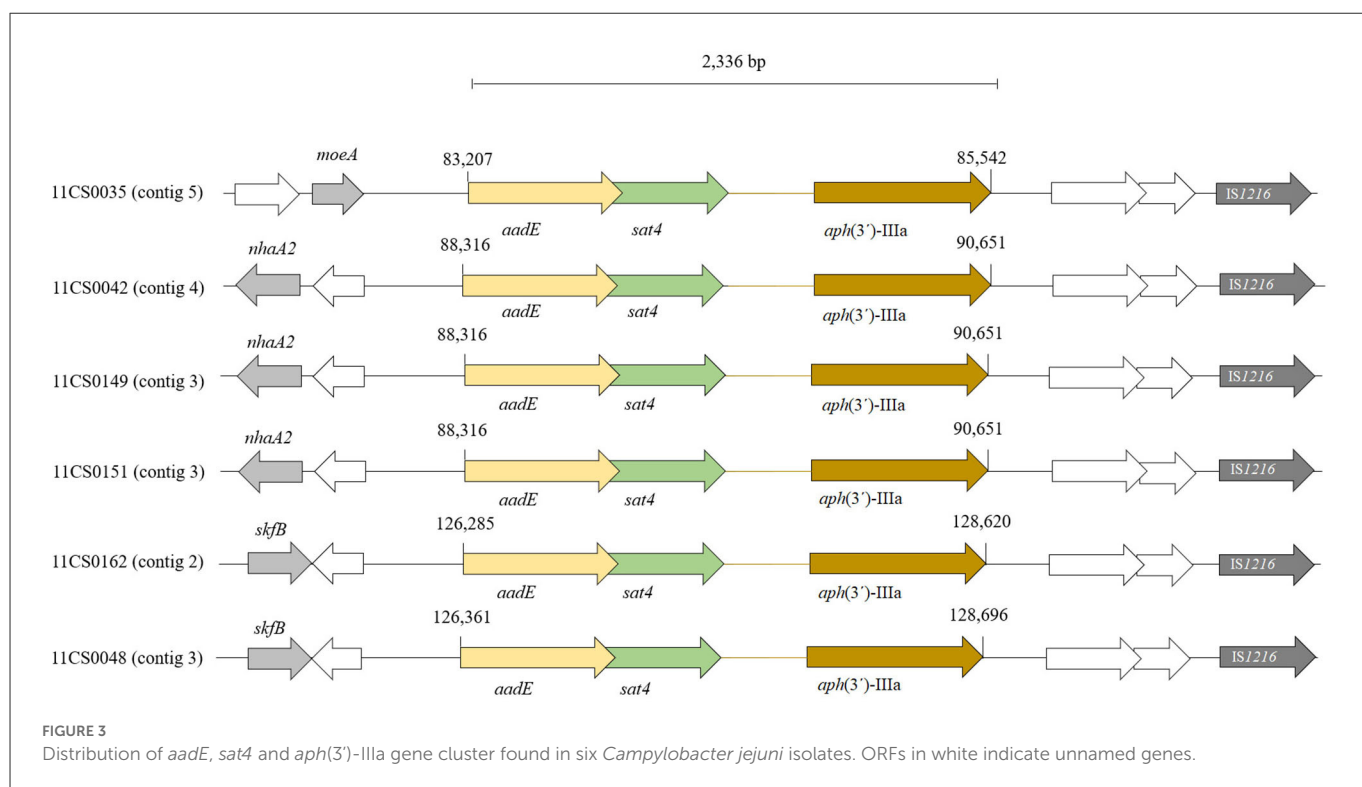 2,336 bp
moeA
83,207
85,542
11CS0035 (contig 5)
IS1216
aadE
sat4
aph(3´)-IIIa
nhaA2
88,316
90,651
11CS0042 (contig 4)
IS1216
aadE
sat4
aph(3´)-IIIa
nhaA2
88,316
90,651
11CS0149 (contig 3)
IS1216
aadE
sat4
aph(3´)-IIIa
nhaA2
88,316
90,651
11CS0151 (contig 3)
IS1216
aadE
sat4
aph(3´)-IIIa
skfB
126,285
128,620
11CS0162 (contig 2)
IS1216
aadE
sat4
aph(3´)-IIIa
skfB
126,361
128,696
11CS0048 (contig 3)
IS1216
aadE
sat4
aph(3´)-IIIa
FIGURE 3
Distribution of aadE, sat4 and aph(3')-IIIa gene cluster found in six Campylobacter jejuni isolates. ORFs in white indicate unnamed genes.